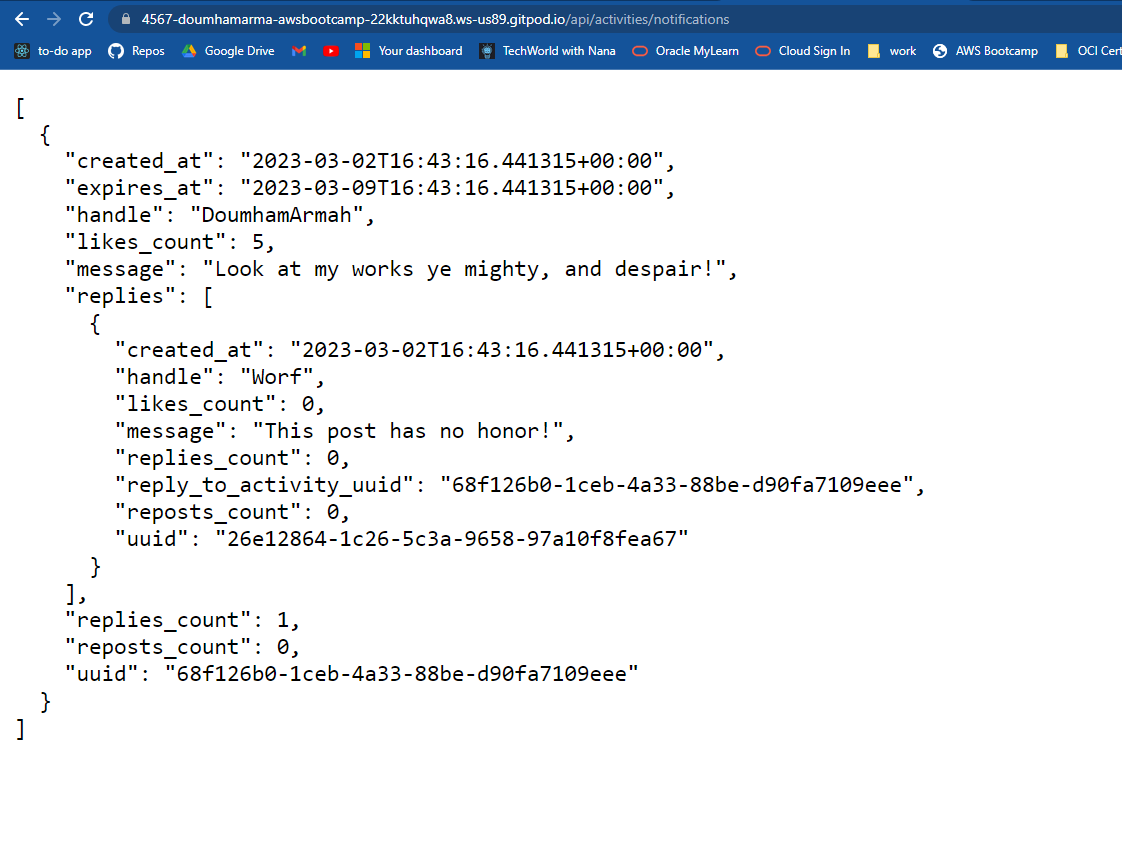 4567-doumhamarma-awsbootcamp-22kktuhqwa8.ws-us89.gitpod.io/api/activities/notifications
to-do app Repos Google Drive Your dashboard TechWorld with Nana Oracle MyLearn Cloud Sign In work AWS Bootcamp OCI Cert
[
  {
    "created_at": "2023-03-02T16:43:16.441315+00:00",
    "expires_at": "2023-03-09T16:43:16.441315+00:00",
    "handle": "DoumhamArmah",
    "likes_count": 5,
    "message": "Look at my works ye mighty, and despair!",
    "replies": [
      {
        "created_at": "2023-03-02T16:43:16.441315+00:00",
        "handle": "Worf",
        "likes_count": 0,
        "message": "This post has no honor!",
        "replies_count": 0,
        "reply_to_activity_uuid": "68f126b0-1ceb-4a33-88be-d90fa7109eee",
        "reposts_count": 0,
        "uuid": "26e12864-1c26-5c3a-9658-97a10f8fea67"
      }
    ],
    "replies_count": 1,
    "reposts_count": 0,
    "uuid": "68f126b0-1ceb-4a33-88be-d90fa7109eee"
  }
]